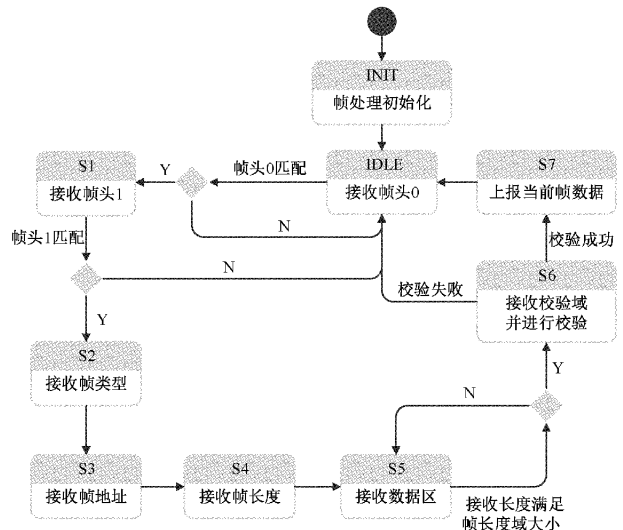 INIT
帧处理初始化
S1
接收帧头1
Y
帧头0匹配
IDLE
接收帧头0
S7
上报当前帧数据
N
帧头1匹配
校验成功
N
校验失败
S6
接收校验域
并进行校验
Y
S2
接收帧类型
Y
N
S3
接收帧地址
S4
接收帧长度
S5
接收数据区
接收长度满足
帧长度域大小